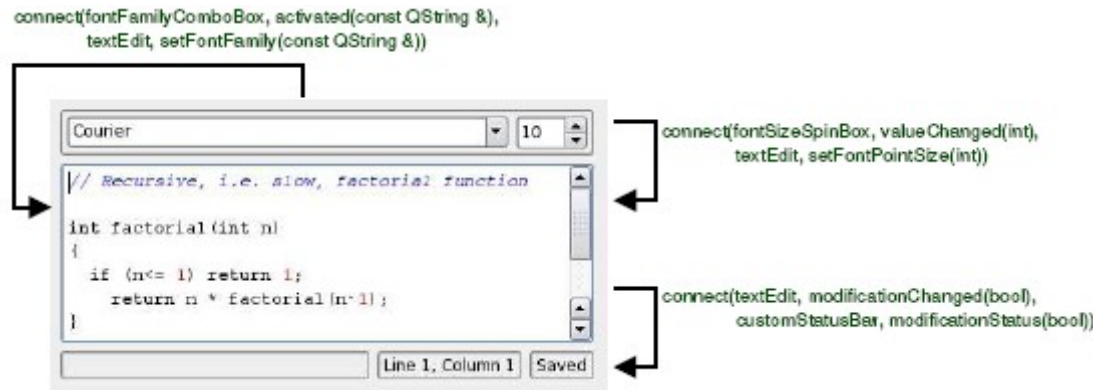 connect(fontFamilyComboBox, activated(const QString &),
textEdit, setFontFamily(const QString &))
Courier
10
connect(fontSizeSpinBox, valueChanged(int),
textEdit, setFontPointSize(int))
// Recursive, i.e. slow, factorial function
int factorial(int n)
{
if (n<= 1) return 1;
return n * factorial(n-1);
}
connect(textEdit, modificationChanged(bool),
customStatusBar, modificationStatus(bool))
Line 1, Column 1
Saved